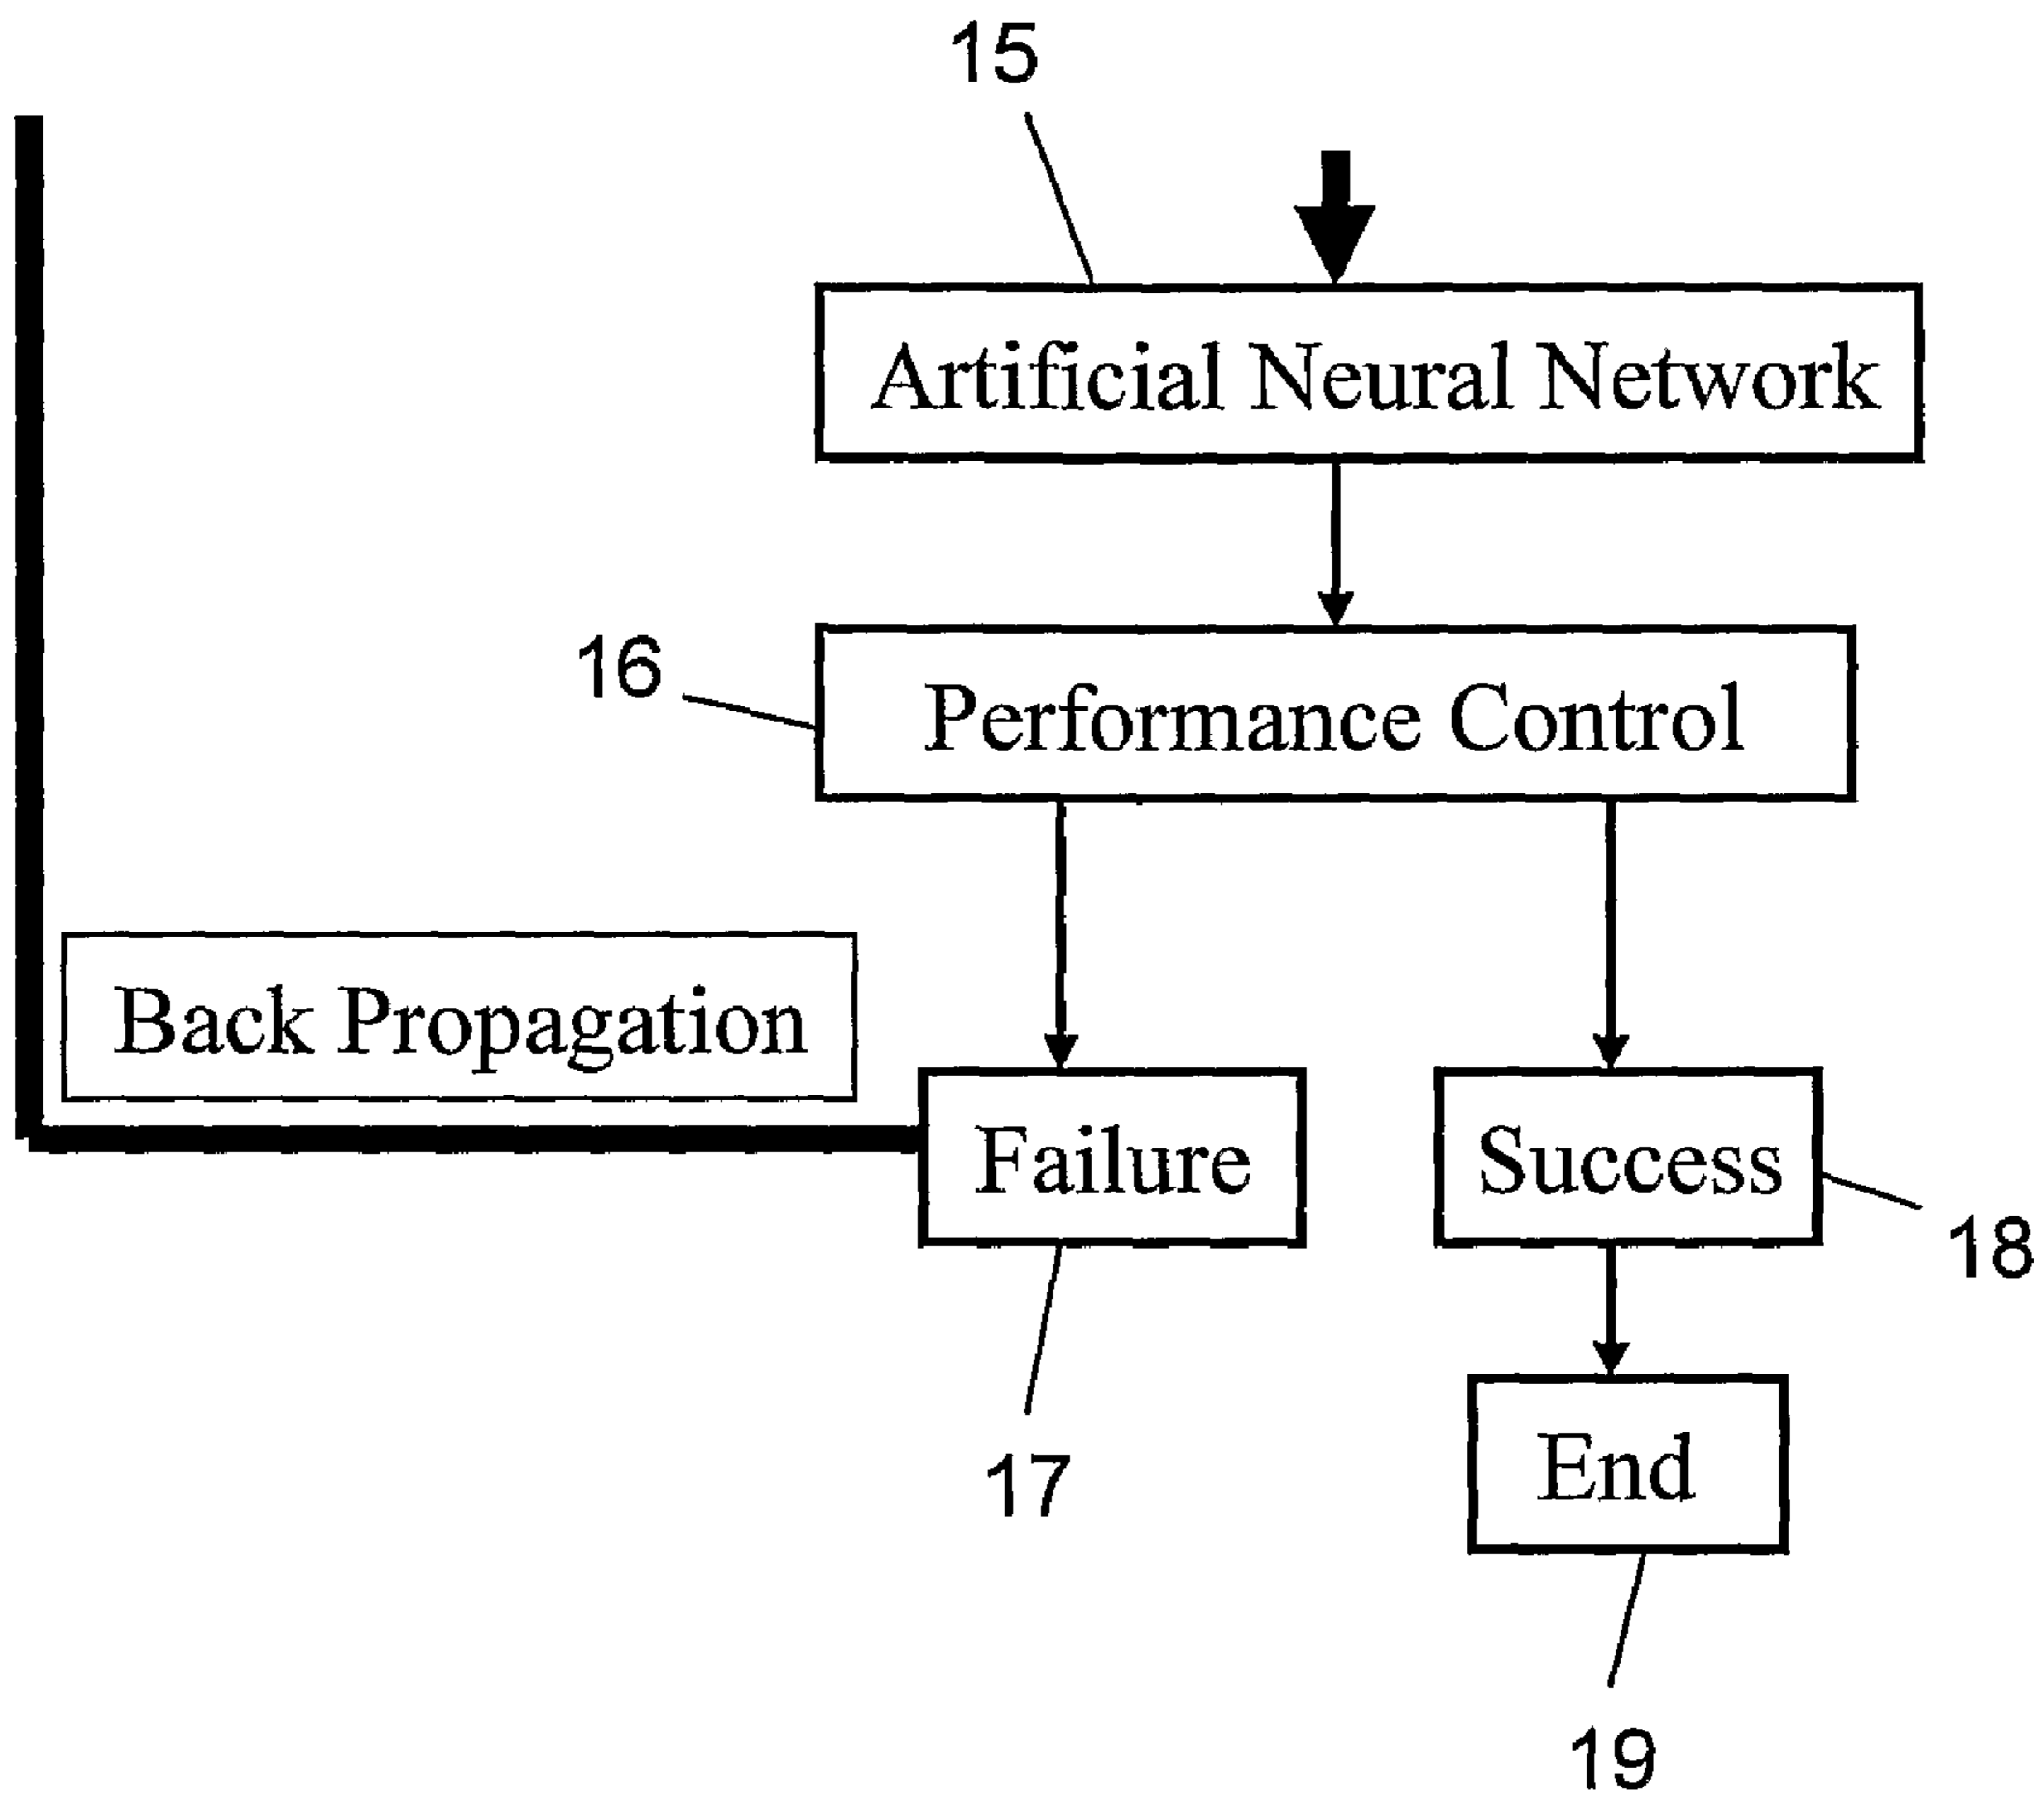 15
Artificial Neural Network
16
Performance Control
Back Propagation
Failure
Success
18
17
End
19